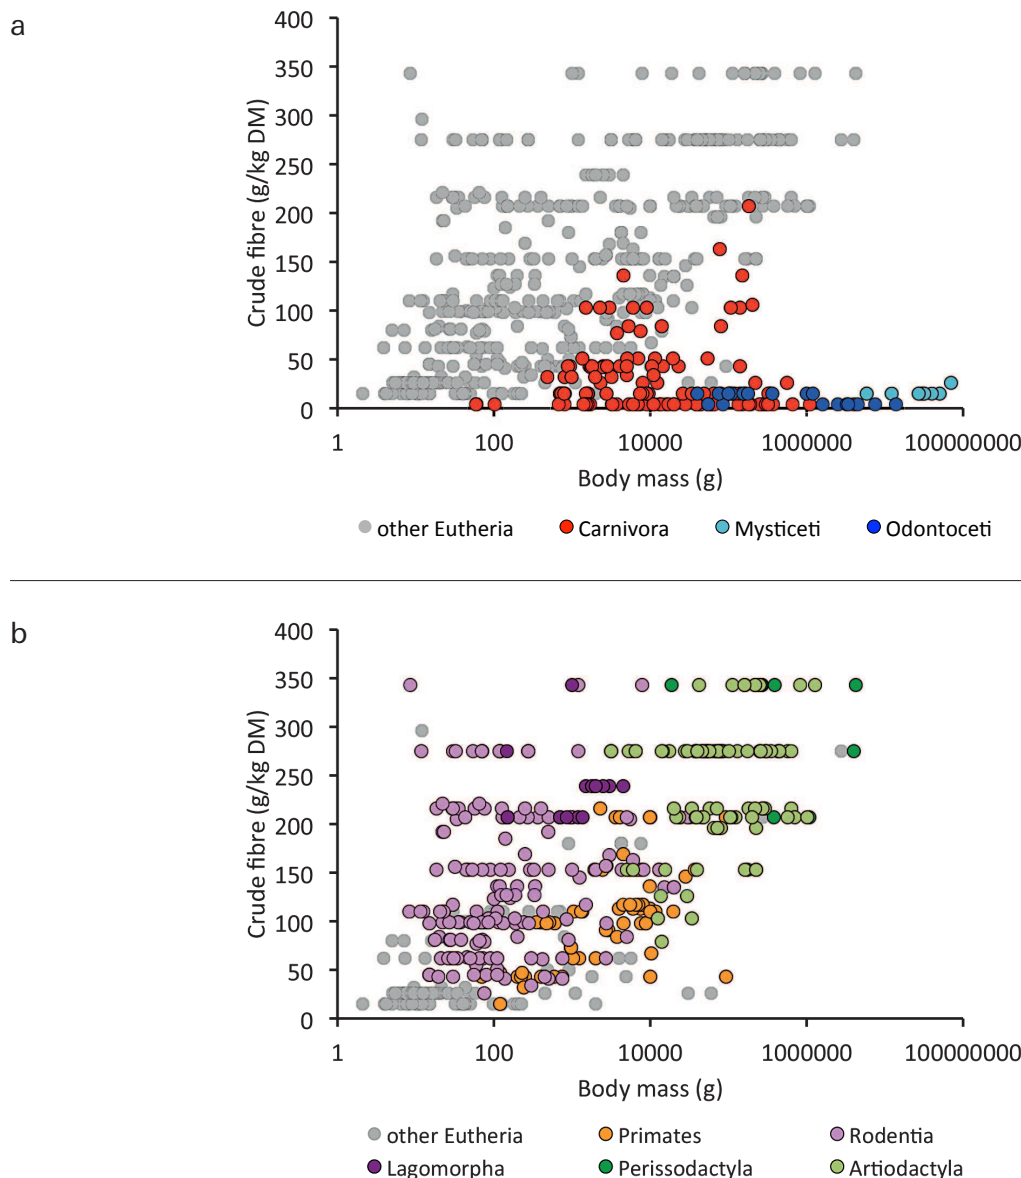 a
400
350
300
250
200
150
100
50
0
Crude fibre (g/kg DM)
1 100 10000 1000000 100000000
Body mass (g)
other Eutheria Carnivora Mysticeti Odontoceti
b
400
350
300
250
200
150
100
50
0
Crude fibre (g/kg DM)
1 100 10000 1000000 100000000
Body mass (g)
other Eutheria Primates Rodentia
Lagomorpha Perissodactyla Artiodactyla